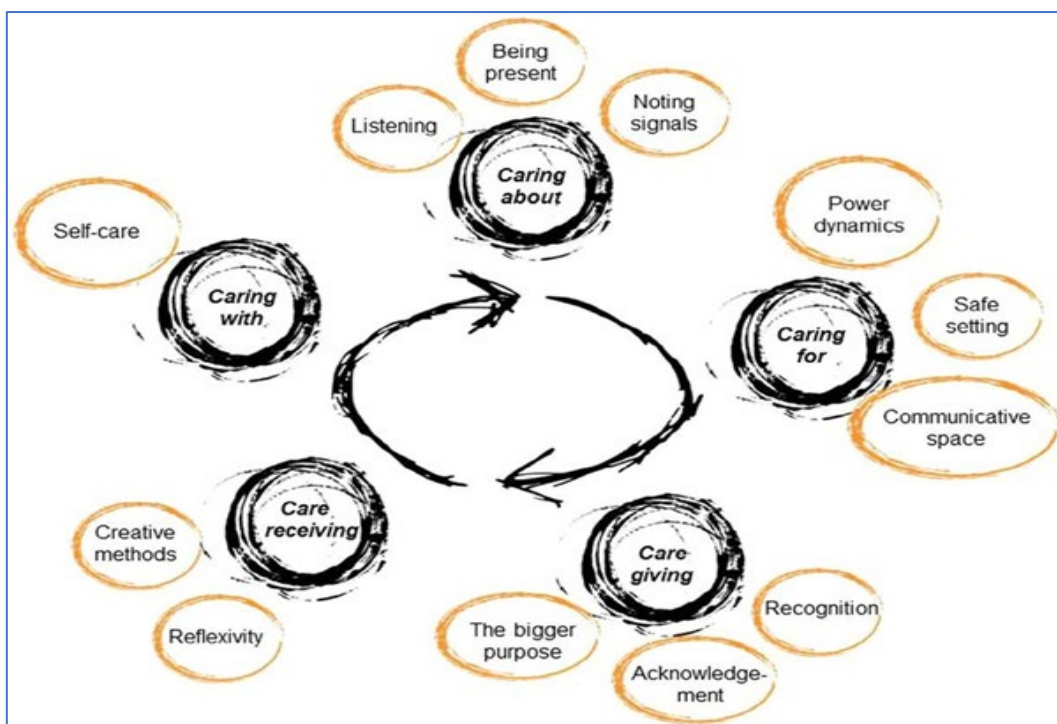 Being
present
Noting
signals
Listening
Caring
about
Power
dynamics
Self-care
Caring
with
Safe
setting
Caring
for
Communicative
space
Care
receiving
Creative
methods
Reflexivity
Care
giving
Recognition
The bigger
purpose
Acknowledge-
ment